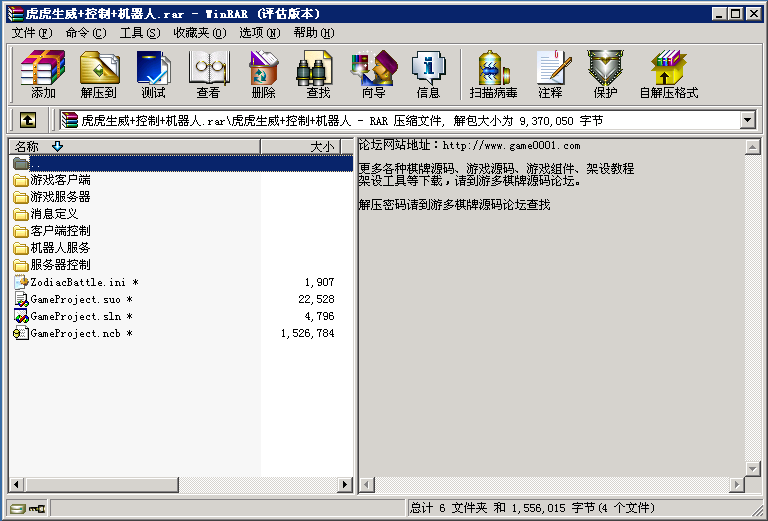 虎虎生威+控制+机器人.rar - WinRAR (评估版本)
文件(F) 命令(C) 工具(S) 收藏夹(O) 选项(N) 帮助(H)
添加 解压到 测试 查看 删除 查找 向导 信息 扫描病毒 注释 保护 自解压格式
虎虎生威+控制+机器人.rar\虎虎生威+控制+机器人 - RAR 压缩文件, 解包大小为 9,370,050 字节
名称 大小
..
游戏客户端
游戏服务器
消息定义
客户端控制
机器人服务
服务器控制
ZodiacBattle.ini * 1,907
GameProject.suo * 22,528
GameProject.sln * 4,796
GameProject.ncb * 1,526,784
论坛网站地址：http://www.game0001.com
更多各种棋牌源码、游戏源码、游戏组件、架设教程
架设工具等下载，请到游多棋牌源码论坛。
解压密码请到游多棋牌源码论坛查找
总计 6 文件夹 和 1,556,015 字节(4 个文件)